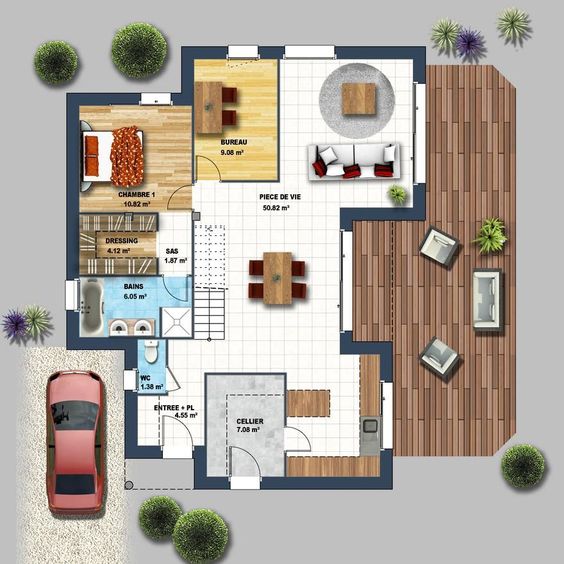 BUREAU
9.08 m²
CHAMBRE 1
10.82 m²
PIECE DE VIE
50.82 m²
DRESSING
4.12 m²
SAS
1.87 m²
BAINS
6.05 m²
WC
1.38 m²
ENTREE + PL
4.55 m²
CELLIER
7.08 m²